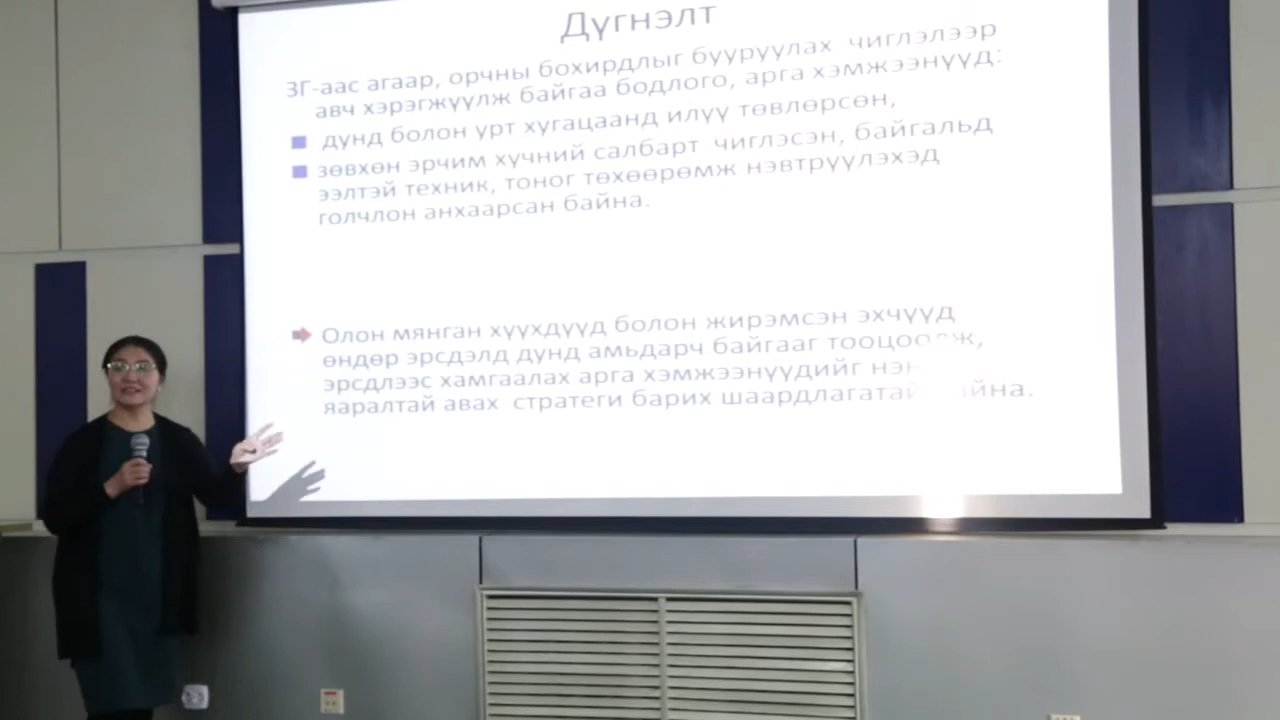 Дүгнэлт
ЗГ-аас агаар, орчны бохирдлыг бууруулах чиглэлээр
авч хэрэгжүүлж байгаа бодлого, арга хэмжээнүүд:
дунд болон урт хугацаанд илүү төвлөрсөн,
зөвхөн эрчим хүчний салбарт чиглэсэн, байгальд
ээлтэй техник, тоног төхөөрөмж нэвтрүүлэхэд
голчлон анхаарсан байна.
Олон мянган хүүхдүүд болон жирэмсэн эхчүүд
өндөр эрсдэлд дунд амьдарч байгааг тооцоолж,
эрсдлээс хамгаалах арга хэмжээнүүдийг
яаралтай авах стратеги барих шаардлагатай байна.